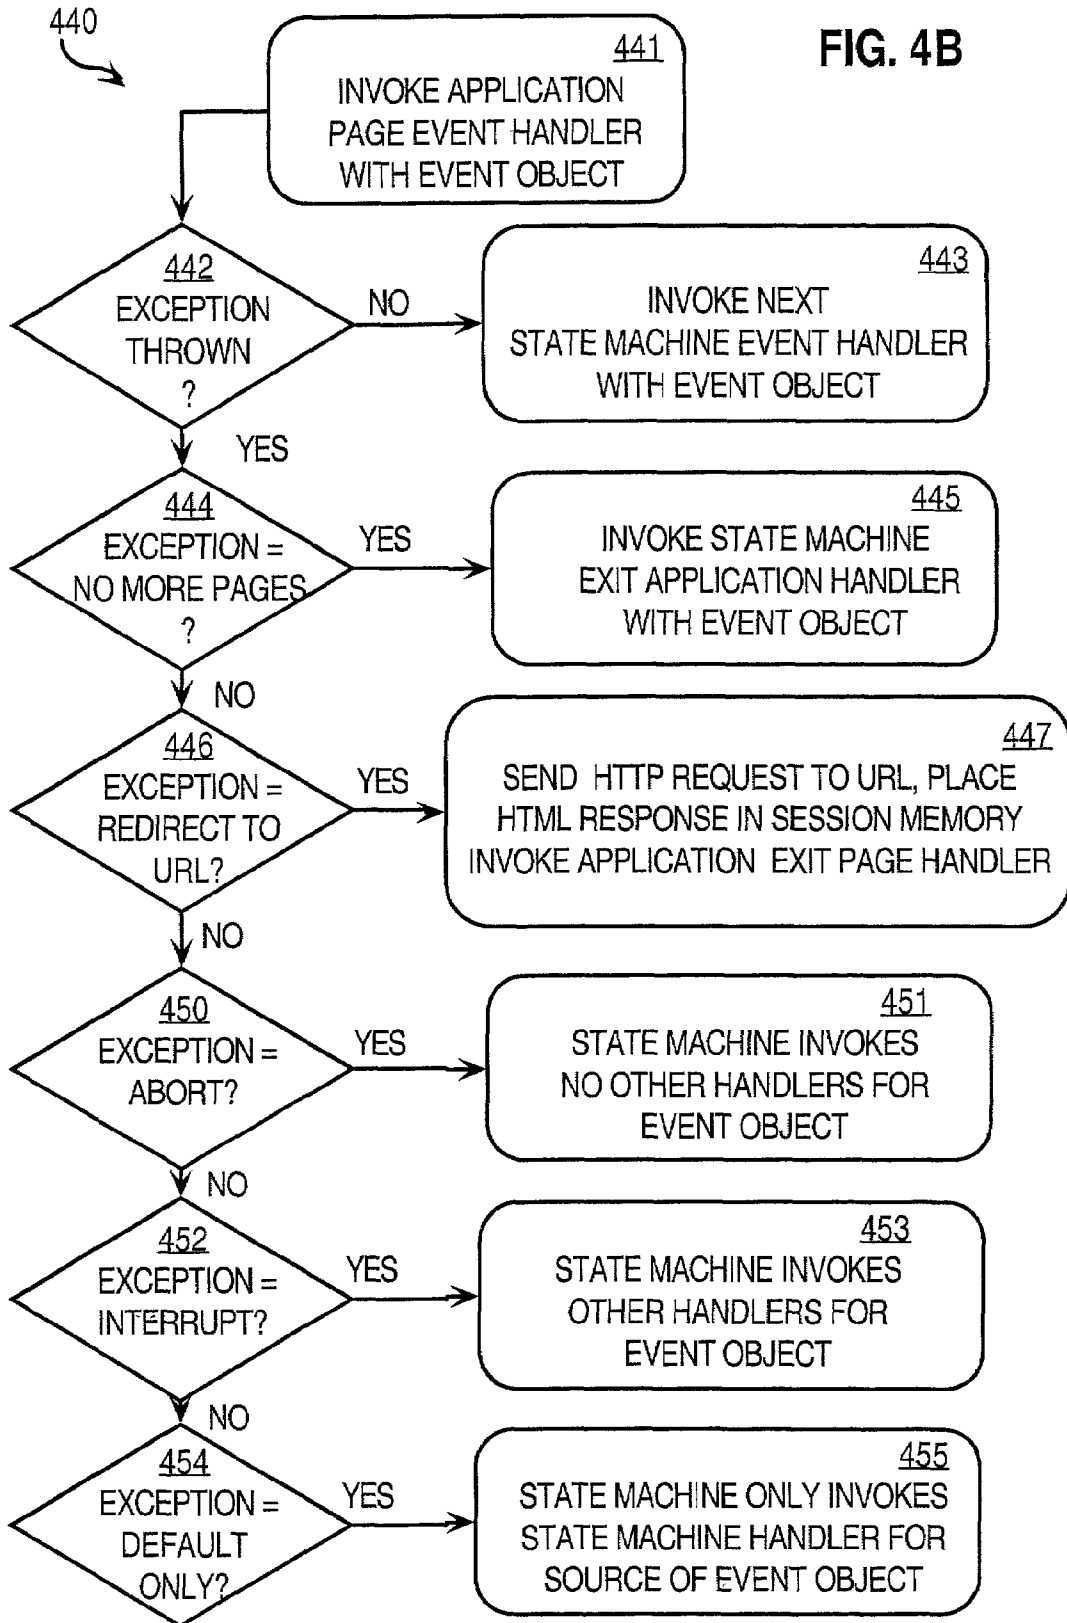 440
FIG. 4B
441
INVOKE APPLICATION
PAGE EVENT HANDLER
WITH EVENT OBJECT
442
EXCEPTION
THROWN
?
NO
443
INVOKE NEXT
STATE MACHINE EVENT HANDLER
WITH EVENT OBJECT
YES
444
EXCEPTION =
NO MORE PAGES
?
YES
445
INVOKE STATE MACHINE
EXIT APPLICATION HANDLER
WITH EVENT OBJECT
NO
446
EXCEPTION =
REDIRECT TO
URL?
YES
447
SEND HTTP REQUEST TO URL, PLACE
HTML RESPONSE IN SESSION MEMORY
INVOKE APPLICATION EXIT PAGE HANDLER
NO
450
EXCEPTION =
ABORT?
YES
451
STATE MACHINE INVOKES
NO OTHER HANDLERS FOR
EVENT OBJECT
NO
452
EXCEPTION =
INTERRUPT?
YES
453
STATE MACHINE INVOKES
OTHER HANDLERS FOR
EVENT OBJECT
NO
454
EXCEPTION =
DEFAULT
ONLY?
YES
455
STATE MACHINE ONLY INVOKES
STATE MACHINE HANDLER FOR
SOURCE OF EVENT OBJECT